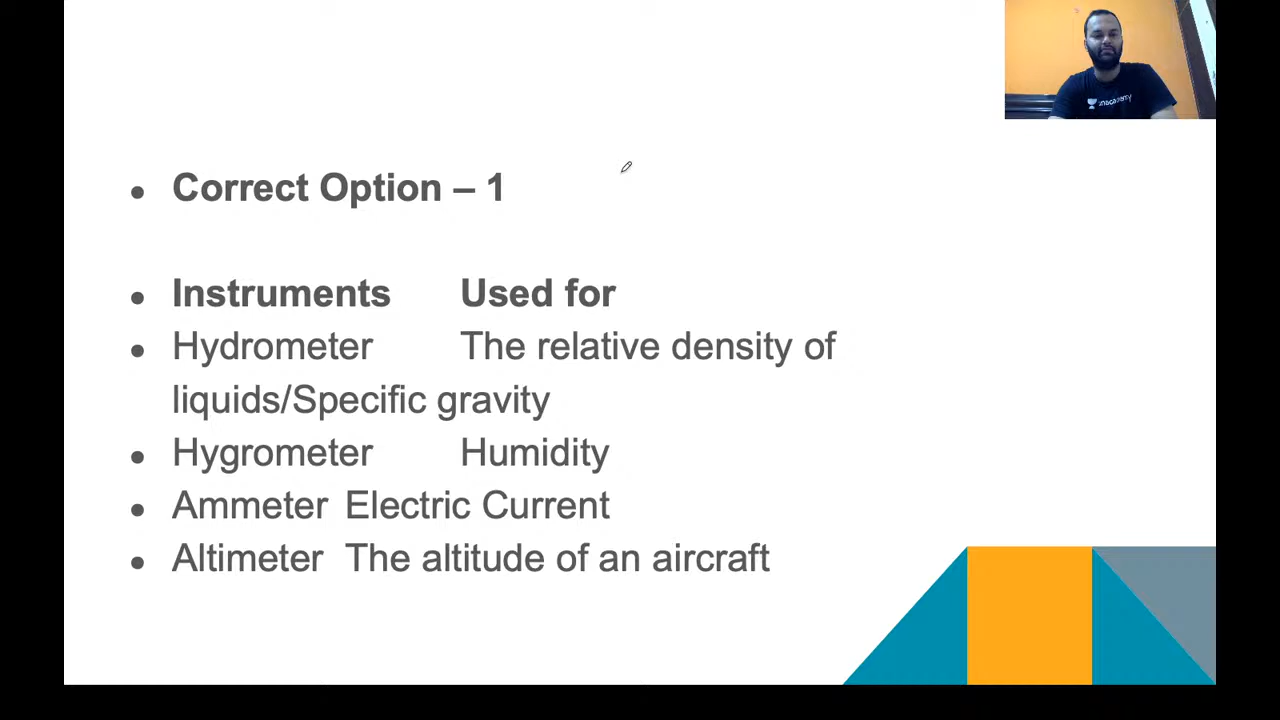 unacademy
Correct Option – 1
Instruments Used for
Hydrometer The relative density of
liquids/Specific gravity
Hygrometer Humidity
Ammeter Electric Current
Altimeter The altitude of an aircraft